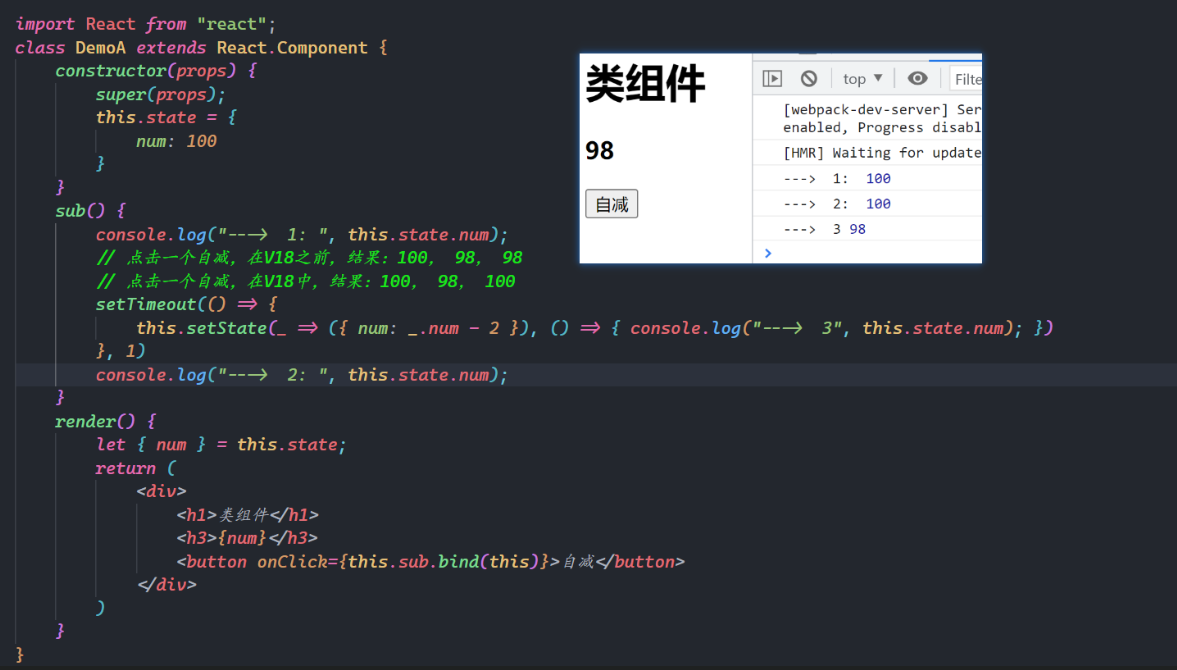 import React from "react";
class DemoA extends React.Component {
constructor(props) {
super(props);
this.state = {
num: 100
}
}
sub() {
console.log("---> 1: ", this.state.num);
// 点击一个自减，在V18之前，结果：100， 98， 98
// 点击一个自减，在V18中，结果：100， 98， 100
setTimeout(() => {
this.setState(_ => ({ num: _.num - 2 }), () => { console.log("---> 3", this.state.num); })
}, 1)
console.log("---> 2: ", this.state.num);
}
render() {
let { num } = this.state;
return (
<div>
<h1>类组件</h1>
<h3>{num}</h3>
<button onClick={this.sub.bind(this)}>自减</button>
</div>
)
}
}
类组件
98
自减
top ▼
Filte
[webpack-dev-server] Ser
enabled, Progress disabl
[HMR] Waiting for update
---> 1: 100
---> 2: 100
---> 3 98
>